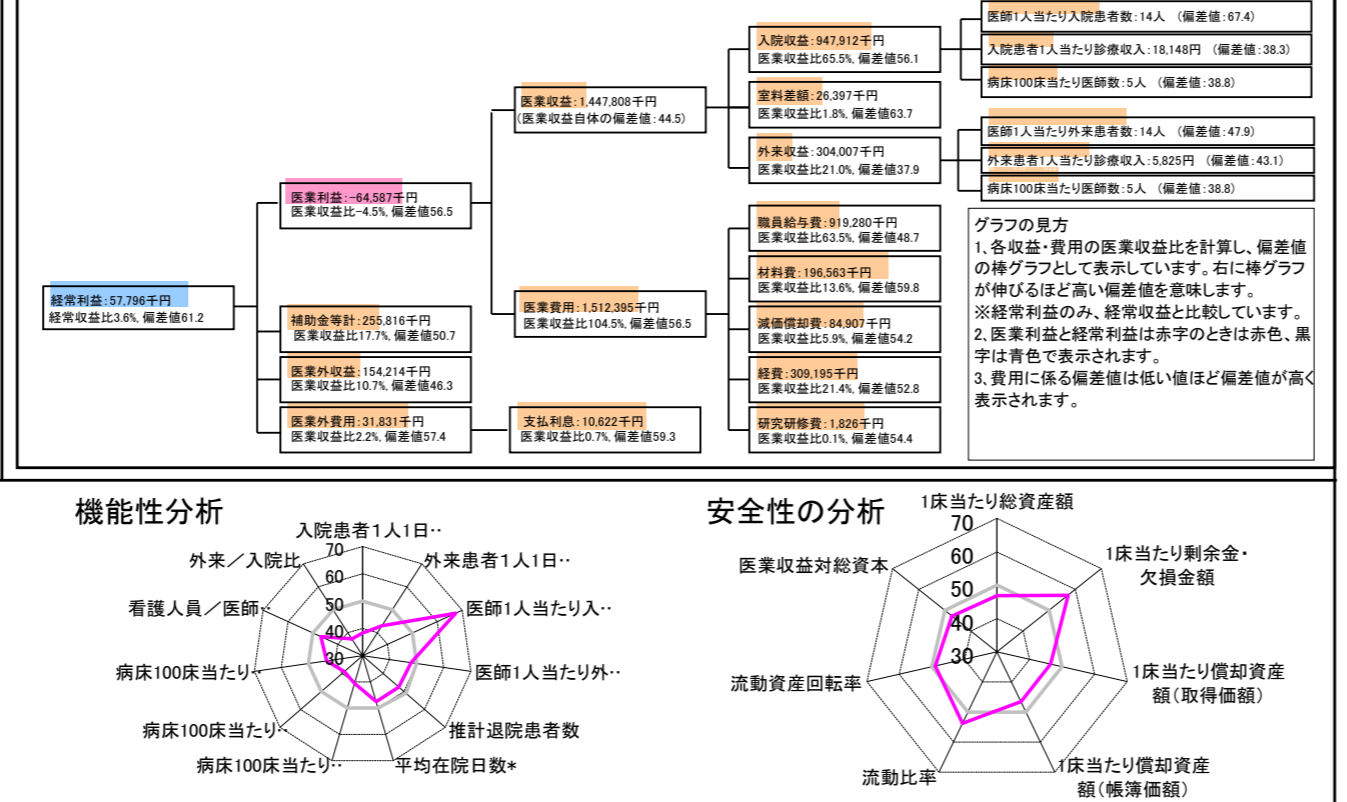 医師1人当たり入院患者数:14人 (偏差値:67.4)
入院収益:947,912千円
医業収益比65.5%, 偏差値56.1
入院患者1人当たり診療収入:18,148円 (偏差値:38.3)
病床100床当たり医師数:5人 (偏差値:38.8)
医業収益:1,447,808千円
(医業収益自体の偏差値:44.5)
室料差額:26,397千円
医業収益比1.8%, 偏差値63.7
医師1人当たり外来患者数:14人 (偏差値:47.9)
外来収益:304,007千円
医業収益比21.0%, 偏差値37.9
外来患者1人当たり診療収入:5,825円 (偏差値:43.1)
病床100床当たり医師数:5人 (偏差値:38.8)
医業利益:-64,587千円
医業収益比-4.5%, 偏差値56.5
職員給与費:919,280千円
医業収益比63.5%, 偏差値48.7
材料費:196,563千円
医業収益比13.6%, 偏差値59.8
経常利益:57,796千円
経常収益比3.6%, 偏差値61.2
補助金等計:255,816千円
医業収益比17.7%, 偏差値50.7
医業費用:1,512,395千円
医業収益比104.5%, 偏差値56.5
減価償却費:84,907千円
医業収益比5.9%, 偏差値54.2
医業外収益:154,214千円
医業収益比10.7%, 偏差値46.3
経費:309,195千円
医業収益比21.4%, 偏差値52.8
医業外費用:31,831千円
医業収益比2.2%, 偏差値57.4
支払利息:10,622千円
医業収益比0.7%, 偏差値59.3
研究研修費:1,826千円
医業収益比0.1%, 偏差値54.4
グラフの見方
1、各収益・費用の医業収益比を計算し、偏差値
の棒グラフとして表示しています。右に棒グラフ
が伸びるほど高い偏差値を意味します。
※経常利益のみ、経常収益と比較しています。
2、医業利益と経常利益は赤字のときは赤色、黒
字は青色で表示されます。
3、費用に係る偏差値は低い値ほど偏差値が高く
表示されます。
機能性分析
入院患者1人1日‥
外来患者1人1日‥
医師1人当たり入‥
医師1人当たり外‥
推計退院患者数
平均在院日数*
病床100床当たり‥
病床100床当たり‥
病床100床当たり‥
看護人員/医師‥
外来/入院比
70
60
50
40
30
安全性の分析
1床当たり総資産額
1床当たり剰余金・
欠損金額
1床当たり償却資産
額(取得価額)
1床当たり償却資産
額(帳簿価額)
流動比率
流動資産回転率
医業収益対総資本
70
60
50
40
30